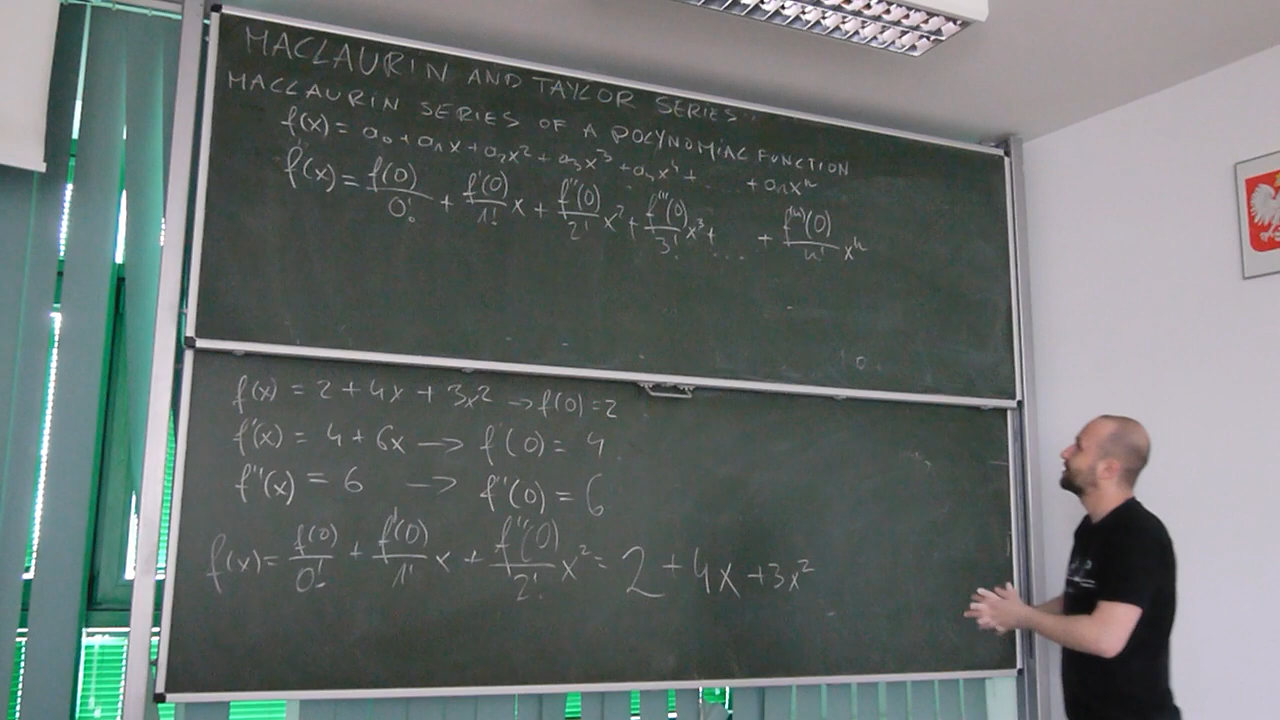 MACLAURIN AND TAYLOR SERIES
MACLAURIN SERIES OF A POLYNOMIAL FUNCTION
f(x) = a₀ + a₁x + a₂x² + a₃x³ + a₄x⁴ + ... + aₙxⁿ
f(x) = f(0)/0! + f'(0)/1! x + f''(0)/2! x² + f'''(0)/3! x³ + .... + f⁽ⁿ⁾(0)/n! xⁿ
f(x) = 2 + 4x + 3x² → f(0) = 2
f'(x) = 4 + 6x → f'(0) = 4
f''(x) = 6 → f''(0) = 6
f(x) = f(0)/0! + f'(0)/1! x + f''(0)/2! x² = 2 + 4x + 3x²